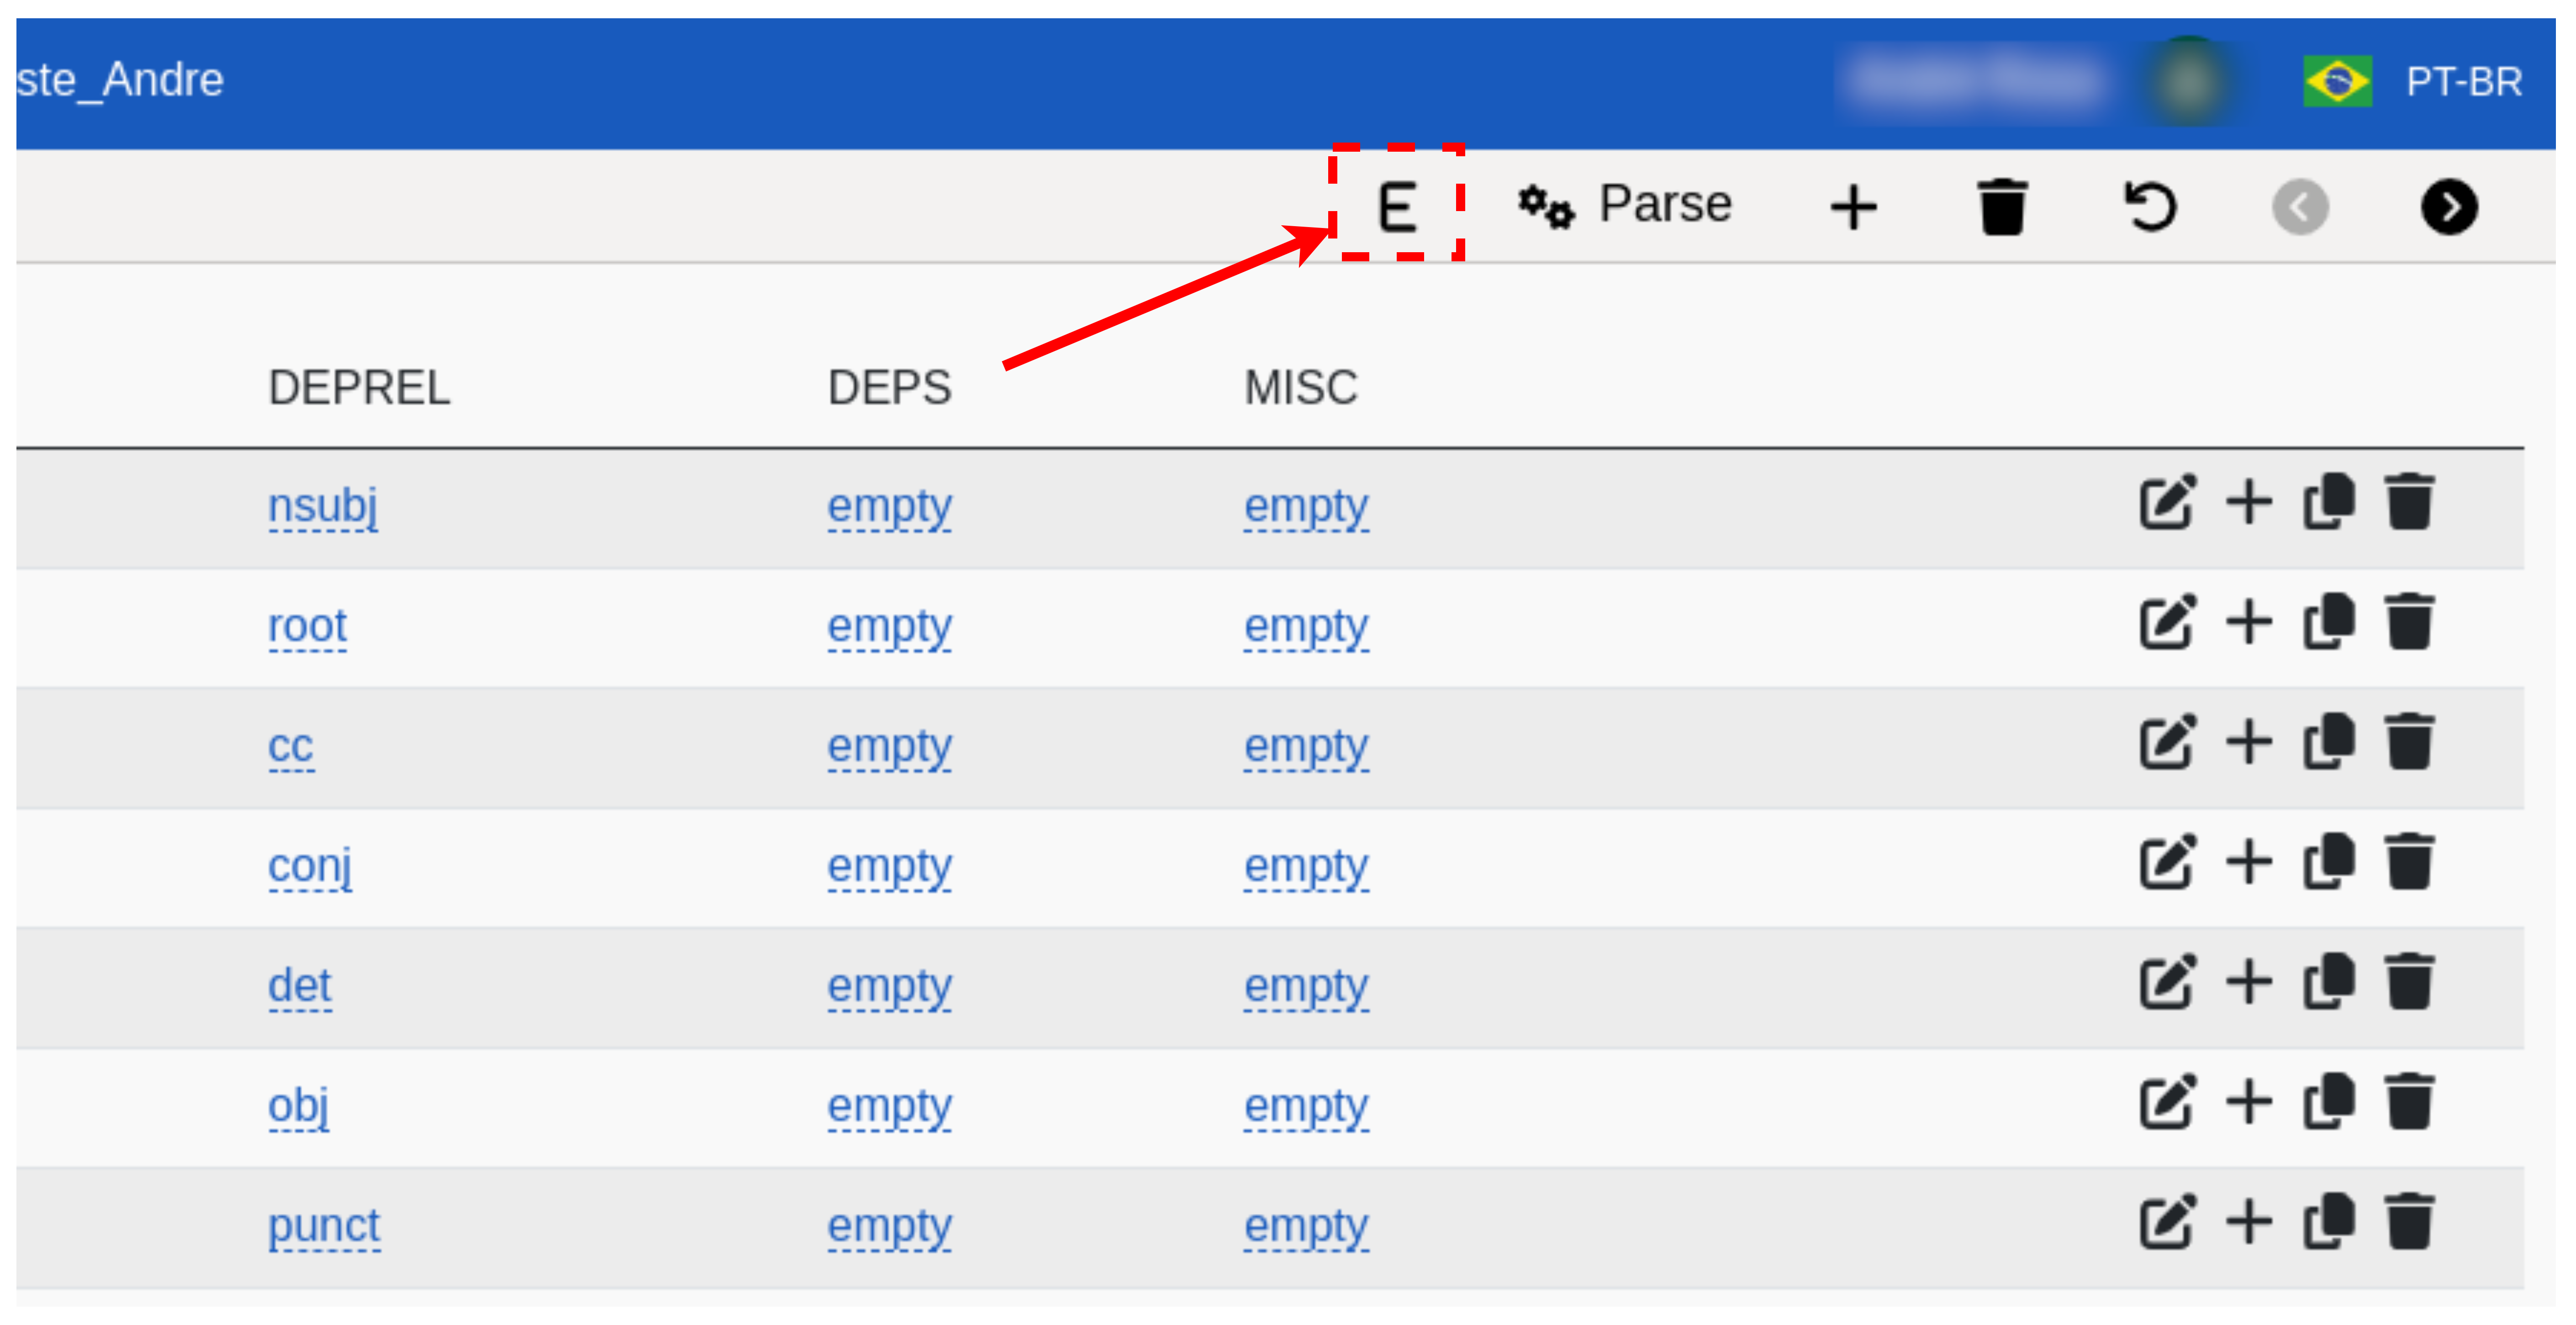 ste_Andre PT-BR
E Parse
DEPREL DEPS MISC
nsubj empty empty
root empty empty
cc empty empty
conj empty empty
det empty empty
obj empty empty
punct empty empty